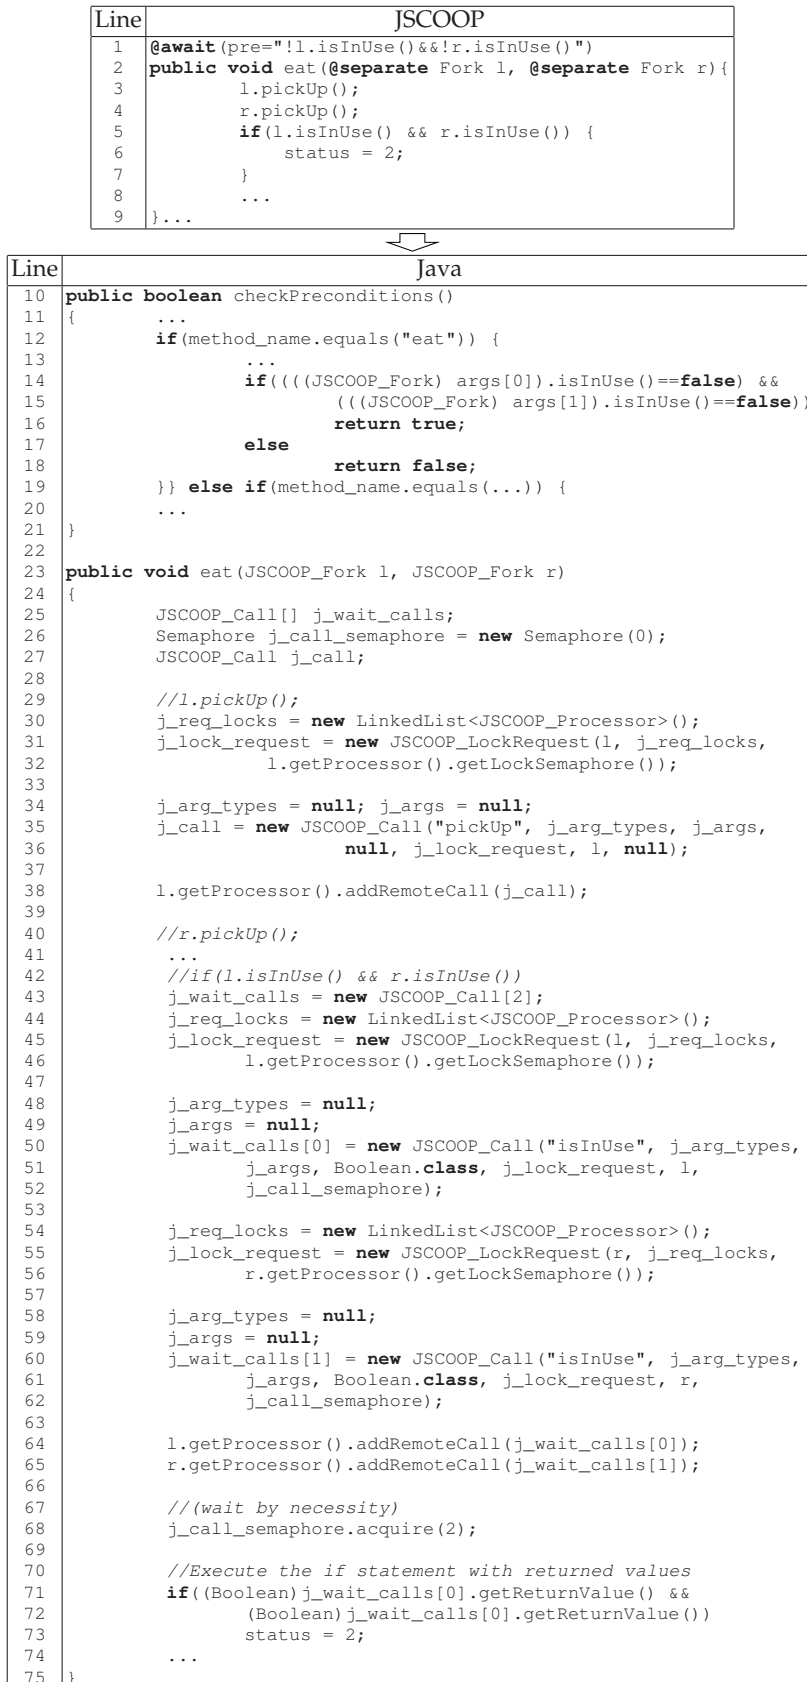 Line JSCOOP
1 @await(pre="!l.isInUse()&&!r.isInUse()")
2 public void eat(@separate Fork l, @separate Fork r){
3 l.pickUp();
4 r.pickUp();
5 if(l.isInUse() && r.isInUse()) {
6 status = 2;
7 }
8 ...
9 }...
Line Java
10 public boolean checkPreconditions()
11 { ...
12 if(method_name.equals("eat")) {
13 ...
14 if((((JSCOOP_Fork) args[0]).isInUse()==false) &&
15 (((JSCOOP_Fork) args[1]).isInUse()==false))
16 return true;
17 else
18 return false;
19 }} else if(method_name.equals(...)) {
20 ...
21 }
22
23 public void eat(JSCOOP_Fork l, JSCOOP_Fork r)
24 {
25 JSCOOP_Call[] j_wait_calls;
26 Semaphore j_call_semaphore = new Semaphore(0);
27 JSCOOP_Call j_call;
28
29 //l.pickUp();
30 j_req_locks = new LinkedList<JSCOOP_Processor>();
31 j_lock_request = new JSCOOP_LockRequest(l, j_req_locks,
32 l.getProcessor().getLockSemaphore());
33
34 j_arg_types = null; j_args = null;
35 j_call = new JSCOOP_Call("pickUp", j_arg_types, j_args,
36 null, j_lock_request, l, null);
37
38 l.getProcessor().addRemoteCall(j_call);
39
40 //r.pickUp();
41 ...
42 //if(l.isInUse() && r.isInUse())
43 j_wait_calls = new JSCOOP_Call[2];
44 j_req_locks = new LinkedList<JSCOOP_Processor>();
45 j_lock_request = new JSCOOP_LockRequest(l, j_req_locks,
46 l.getProcessor().getLockSemaphore());
47
48 j_arg_types = null;
49 j_args = null;
50 j_wait_calls[0] = new JSCOOP_Call("isInUse", j_arg_types,
51 j_args, Boolean.class, j_lock_request, l,
52 j_call_semaphore);
53
54 j_req_locks = new LinkedList<JSCOOP_Processor>();
55 j_lock_request = new JSCOOP_LockRequest(r, j_req_locks,
56 r.getProcessor().getLockSemaphore());
57
58 j_arg_types = null;
59 j_args = null;
60 j_wait_calls[1] = new JSCOOP_Call("isInUse", j_arg_types,
61 j_args, Boolean.class, j_lock_request, r,
62 j_call_semaphore);
63
64 l.getProcessor().addRemoteCall(j_wait_calls[0]);
65 r.getProcessor().addRemoteCall(j_wait_calls[1]);
66
67 //(wait by necessity)
68 j_call_semaphore.acquire(2);
69
70 //Execute the if statement with returned values
71 if((Boolean)j_wait_calls[0].getReturnValue() &&
72 (Boolean)j_wait_calls[0].getReturnValue())
73 status = 2;
74 ...
75 }